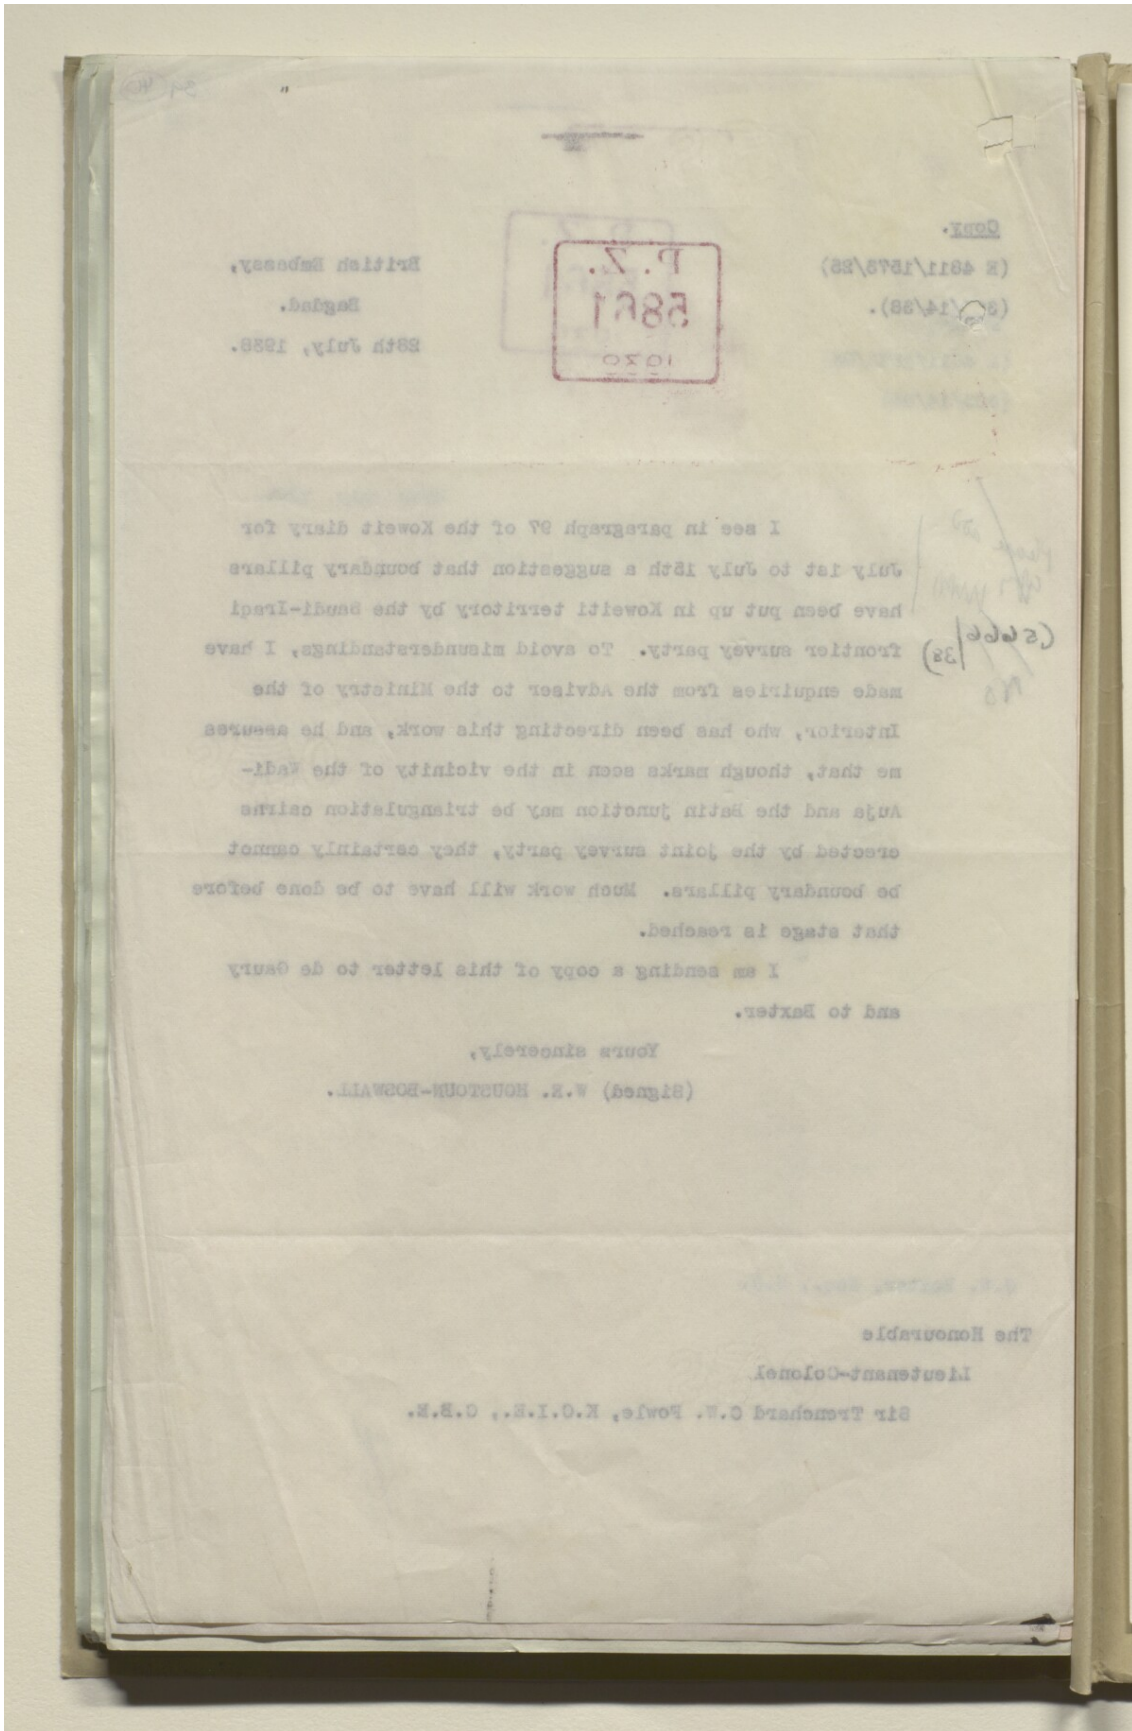 Copy.
(E 4611/1573/25)
/14/38).
P.Z.
5861
British Embassy,
Bagdad.
28th July, 1938.
I see in paragraph 97 of the Koweit diary for
July 1st to July 15th a suggestion that boundary pillars
have been put up in Koweiti territory by the Saudi-Iraqi
frontier survey party. To avoid misunderstandings, I have
made enquiries from the Adviser to the Ministry of the
Interior, who has been directing this work, and he assures
me that, though marks seen in the vicinity of the Wadi-
Auja and the Batin junction may be triangulation cairns
erected by the joint survey party, they certainly cannot
be boundary pillars. Much work will have to be done before
that stage is reached.
I am sending a copy of this letter to de Gaury
and to Baxter.
Yours sincerely,
(Signed) W.E. HOUSTOUN-BOSWALL.
The Honourable
Lieutenant-Colonel
Sir Trenchard C.W. Fowle, K.C.I.E., C.B.E.